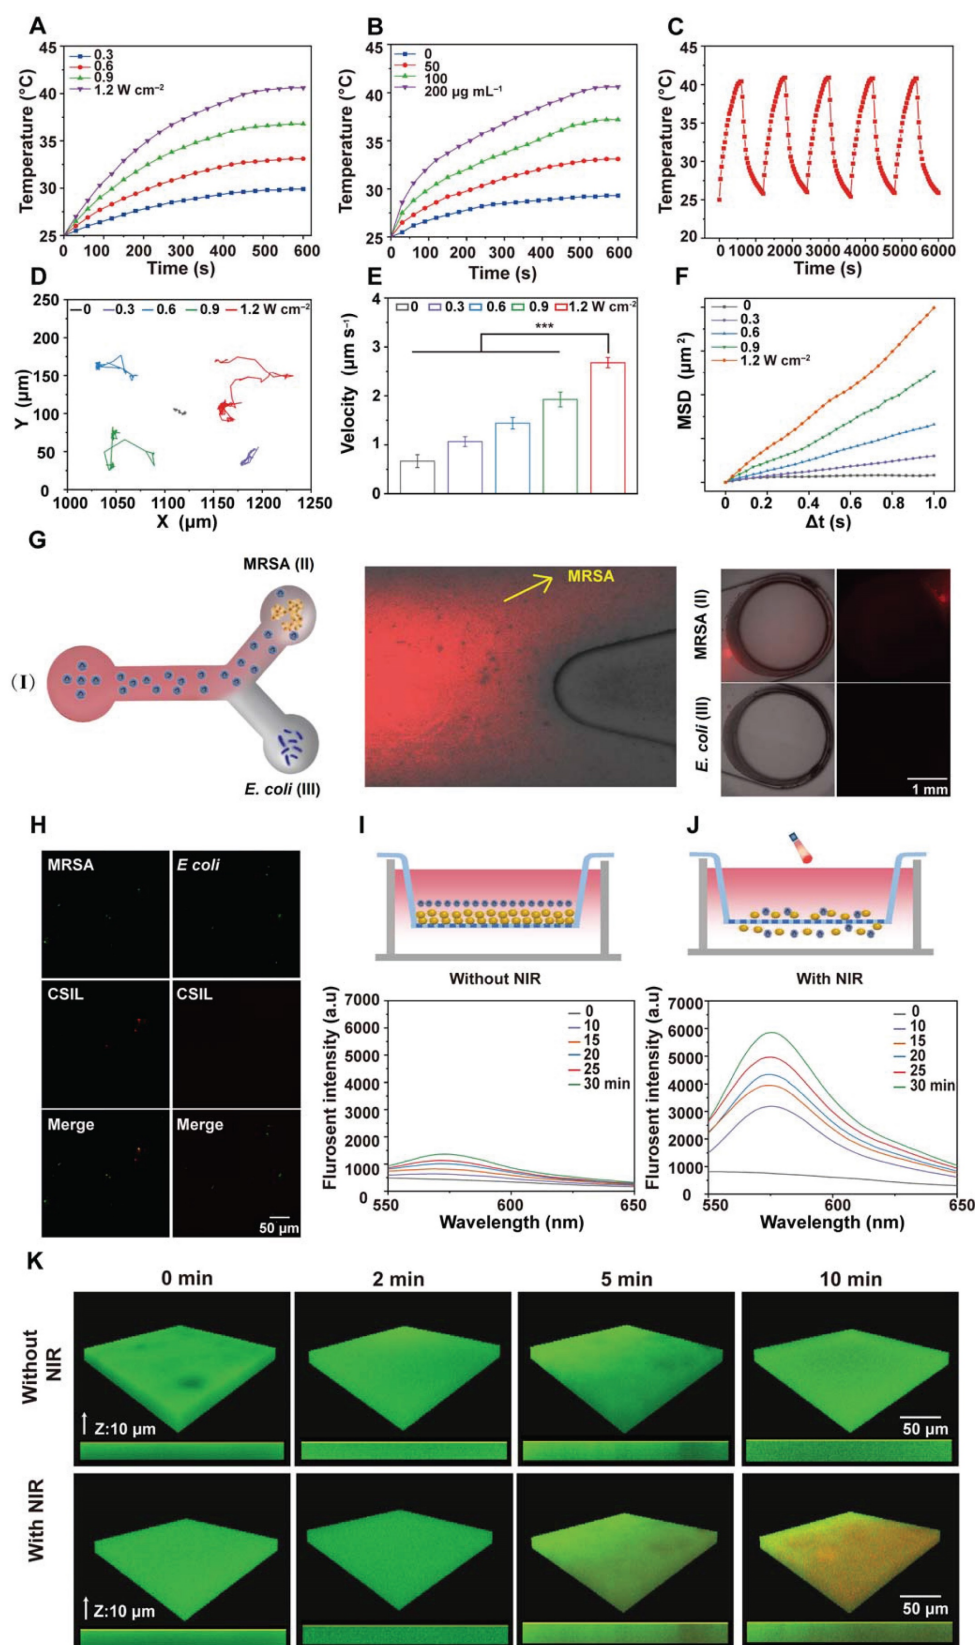 A
Temperature (°C)
45
40
35
30
25
0.3
0.6
0.9
1.2 W cm⁻²
0 100 200 300 400 500 600
Time (s)
B
Temperature (°C)
45
40
35
30
25
0
50
100
200 μg mL⁻¹
0 100 200 300 400 500 600
Time (s)
C
Temperature (°C)
45
40
35
30
25
20
0 1000 2000 3000 4000 5000 6000
Time (s)
D
Y (μm)
250
200
150
100
50
0
0 0.3 0.6 0.9 1.2 W cm⁻²
1000 1050 1100 1150 1200 1250
X (μm)
E
Velocity (μm s⁻¹)
4
3
2
1
0
0 0.3 0.6 0.9 1.2 W cm⁻²
***
F
MSD (μm²)
0
0.3
0.6
0.9
1.2 W cm⁻²
0 0.2 0.4 0.6 0.8 1.0
Δt (s)
G
MRSA (II)
(I)
E. coli (III)
MRSA
MRSA (II)
E. coli (III)
1 mm
H
MRSA
E coli
CSIL
CSIL
Merge
Merge
50 μm
I
Without NIR
Flurosent intensity (a.u)
7000
6000
5000
4000
3000
2000
1000
0
0
10
15
20
25
30 min
550 600 650
Wavelength (nm)
J
With NIR
Flurosent intensity (a.u)
7000
6000
5000
4000
3000
2000
1000
0
0
10
15
20
25
30 min
550 600 650
Wavelength (nm)
K
0 min 2 min 5 min 10 min
Without
NIR
Z:10 μm
50 μm
With NIR
Z:10 μm
50 μm